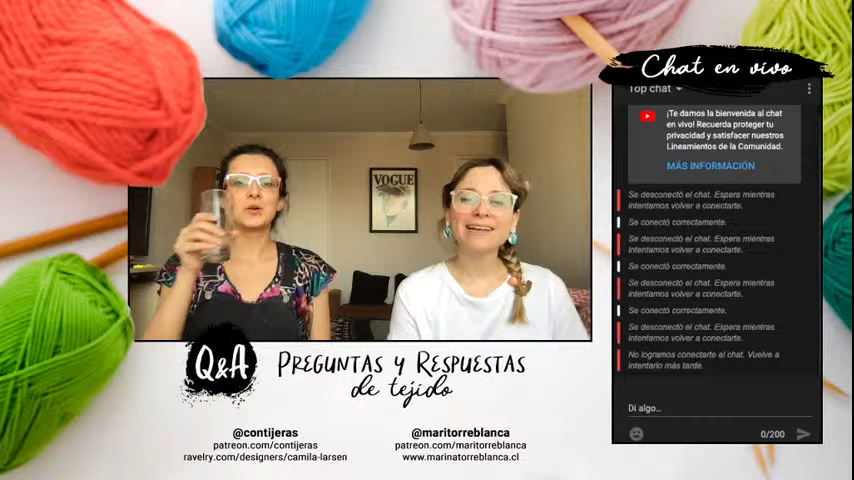 Chat en vivo
Top chat
¡Te damos la bienvenida al chat
en vivo! Recuerda proteger tu
privacidad y satisfacer nuestros
Lineamientos de la Comunidad.
MÁS INFORMACIÓN
Se desconectó el chat. Espera mientras
intentamos volver a conectarte.
Se conectó correctamente.
Se desconectó el chat. Espera mientras
intentamos volver a conectarte.
Se conectó correctamente.
Se desconectó el chat. Espera mientras
intentamos volver a conectarte.
Se conectó correctamente.
Se desconectó el chat. Espera mientras
intentamos volver a conectarte.
No logramos conectarte al chat. Vuelve a
intentarlo más tarde.
Di algo...
0/200
VOGUE
Q&A
PREGUNTAS Y RESPUESTAS
de tejido
@contijeras
patreon.com/contijeras
ravelry.com/designers/camila-larsen
@maritorreblanca
patreon.com/maritorreblanca
www.marinatorreblanca.cl